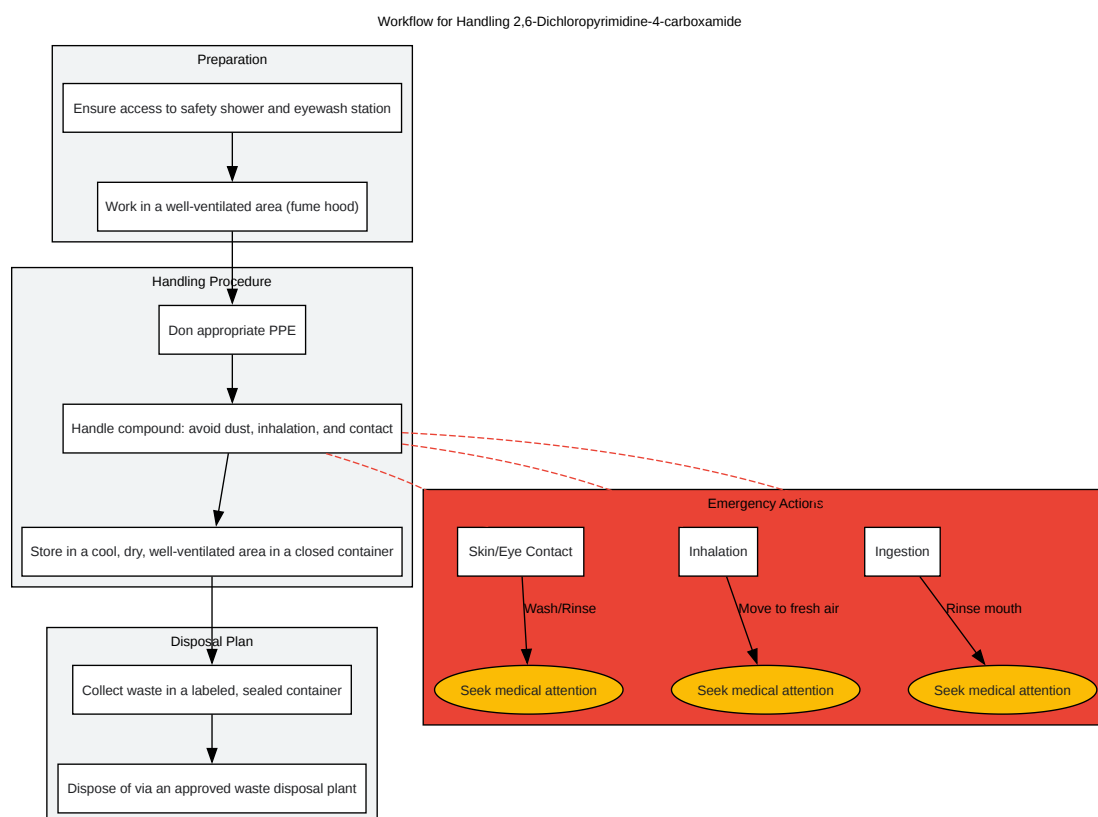 Workflow for Handling 2,6-Dichloropyrimidine-4-carboxamide
Preparation
Ensure access to safety shower and eyewash station
Work in a well-ventilated area (fume hood)
Handling Procedure
Don appropriate PPE
Handle compound: avoid dust, inhalation, and contact
Store in a cool, dry, well-ventilated area in a closed container
Emergency Actions
Skin/Eye Contact
Inhalation
Ingestion
Wash/Rinse
Move to fresh air
Rinse mouth
Seek medical attention
Seek medical attention
Seek medical attention
Disposal Plan
Collect waste in a labeled, sealed container
Dispose of via an approved waste disposal plant